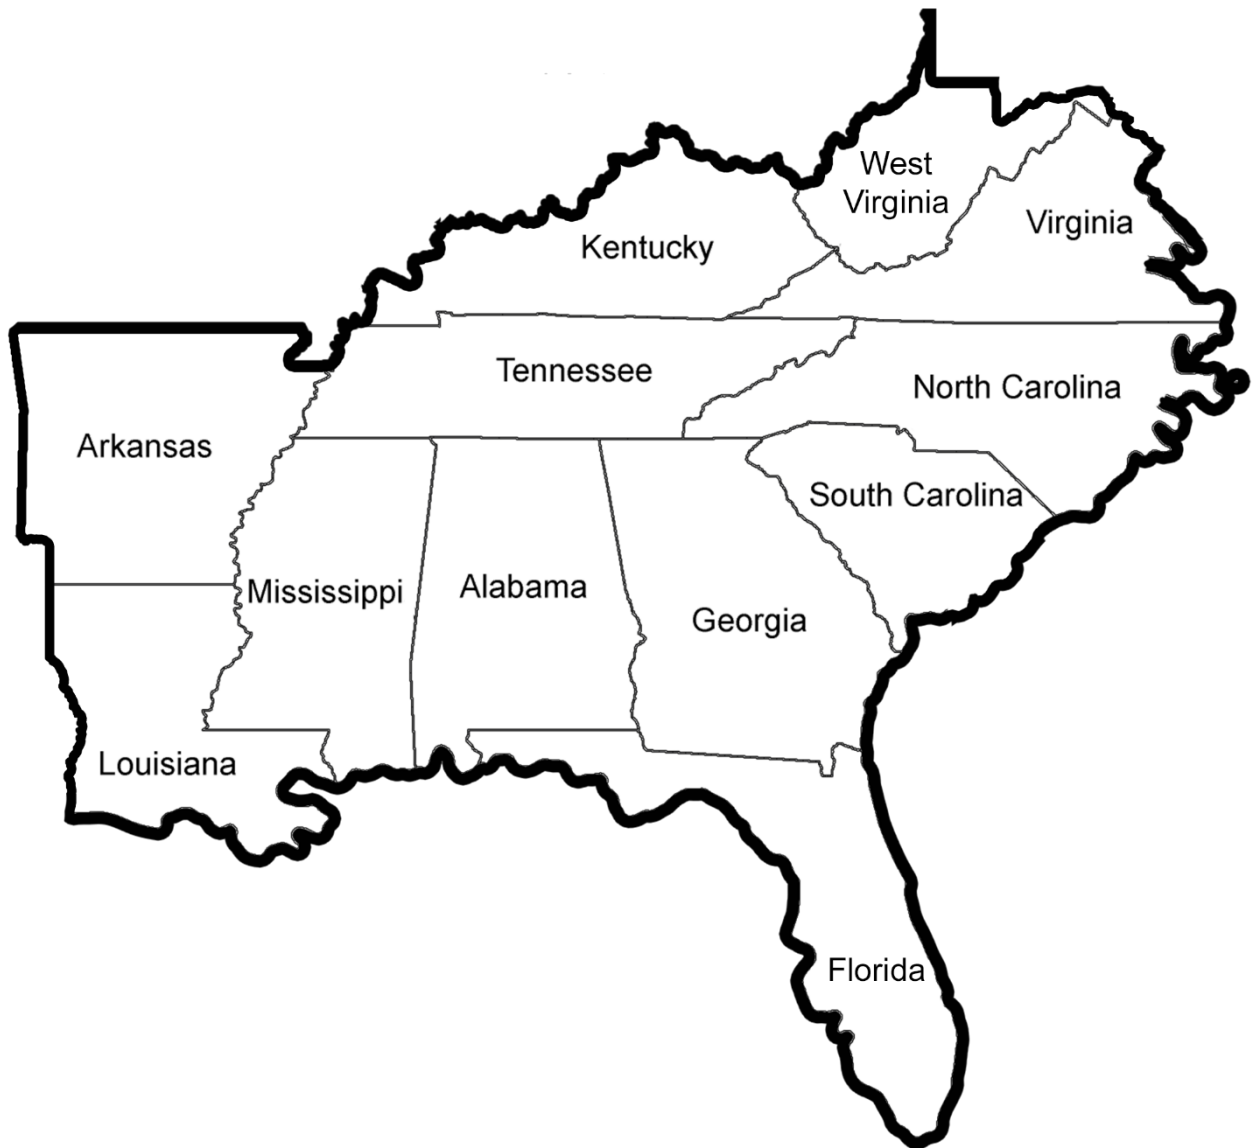 West
Virginia
Virginia
Kentucky
Tennessee
North Carolina
Arkansas
South Carolina
Mississippi
Alabama
Georgia
Louisiana
Florida